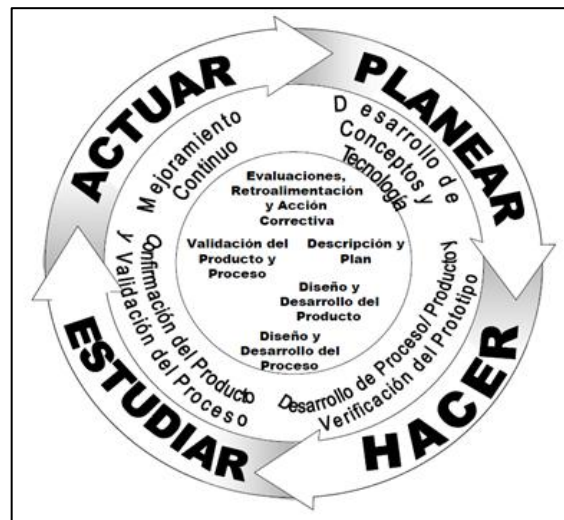 ACTUAR
PLANEAR
HACER
ESTUDIAR
Mejoramiento
Continuo
Desarrollo de
Conceptos y
Tecnología
Desarrollo de Proceso/ Producto y
Verificación del Prototipo
Confirmación del Producto
y Validación del Proceso
Evaluaciones,
Retroalimentación
y Acción
Correctiva
Validación del
Producto y
Proceso
Descripción y
Plan
Diseño y
Desarrollo del
Producto
Diseño y
Desarrollo del
Proceso